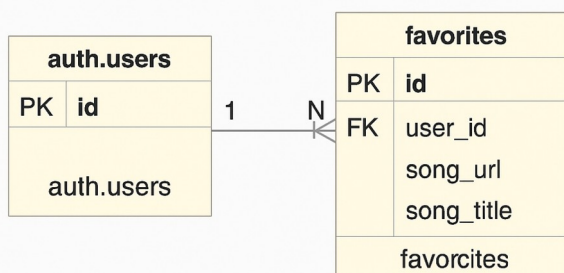 auth.users
PK id
auth.users
1 N
favorites
PK id
FK user_id
song_url
song_title
favorcites